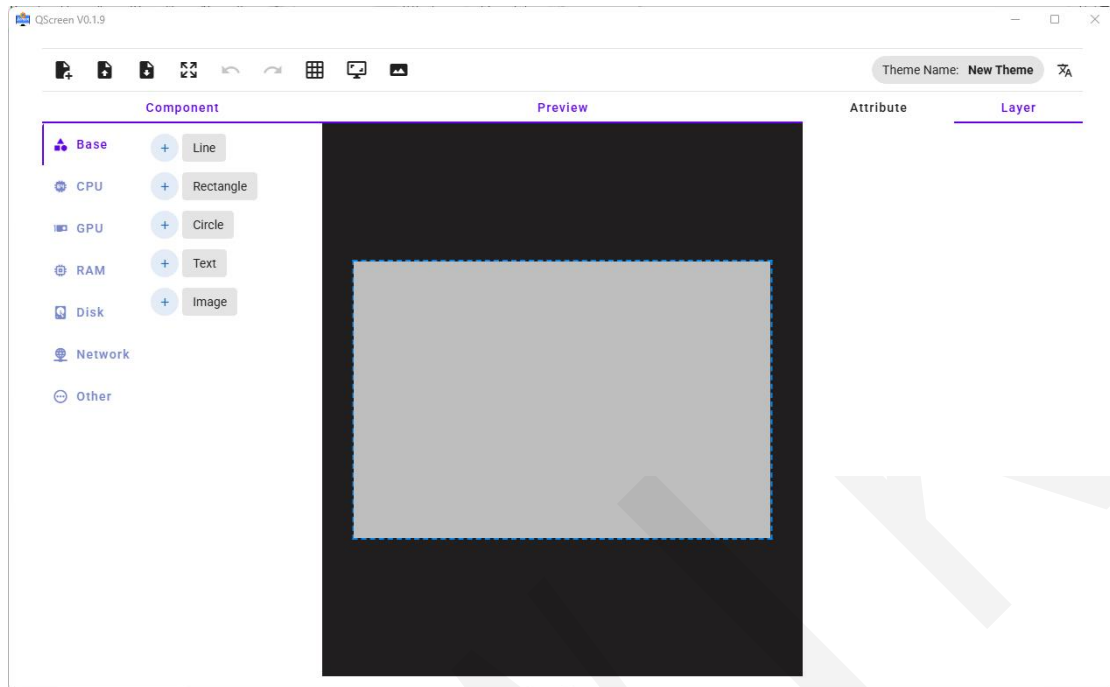 QScreen V0.1.9
Theme Name: New Theme
Component
Preview
Attribute
Layer
Base
CPU
GPU
RAM
Disk
Network
Other
+ Line
+ Rectangle
+ Circle
+ Text
+ Image